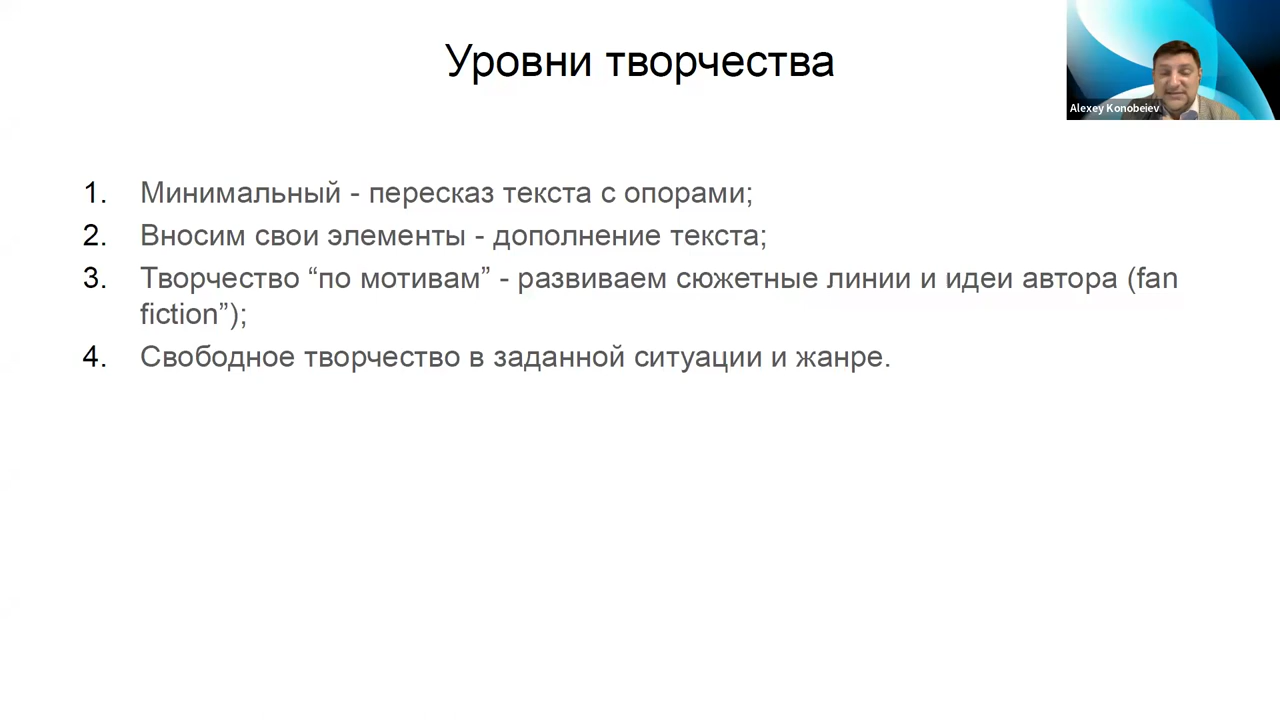 Уровни творчества
Alexey Konobeiev
1. Минимальный - пересказ текста с опорами;
2. Вносим свои элементы - дополнение текста;
3. Творчество “по мотивам” - развиваем сюжетные линии и идеи автора (fan
fiction”);
4. Свободное творчество в заданной ситуации и жанре.